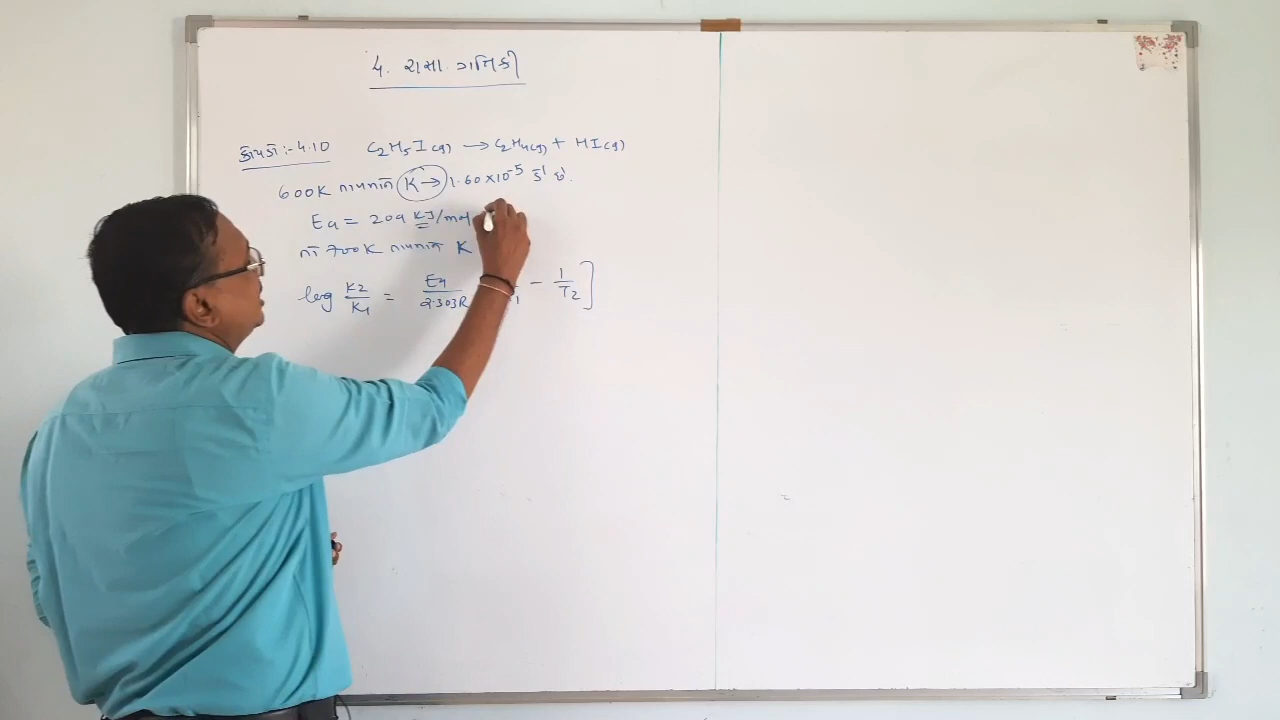 4. રાસા. ગતિકી
કોયડો :- 4.10 C₂H₅I(g) → C₂H₄(g) + HI(g)
600K તાપમાને K → 1.60×10⁻⁵ s⁻¹ છે.
Ea = 209 KJ/mol
તો 700K તાપમાને K
log K2/K1 = Ea/2.303R - 1/T2 ]